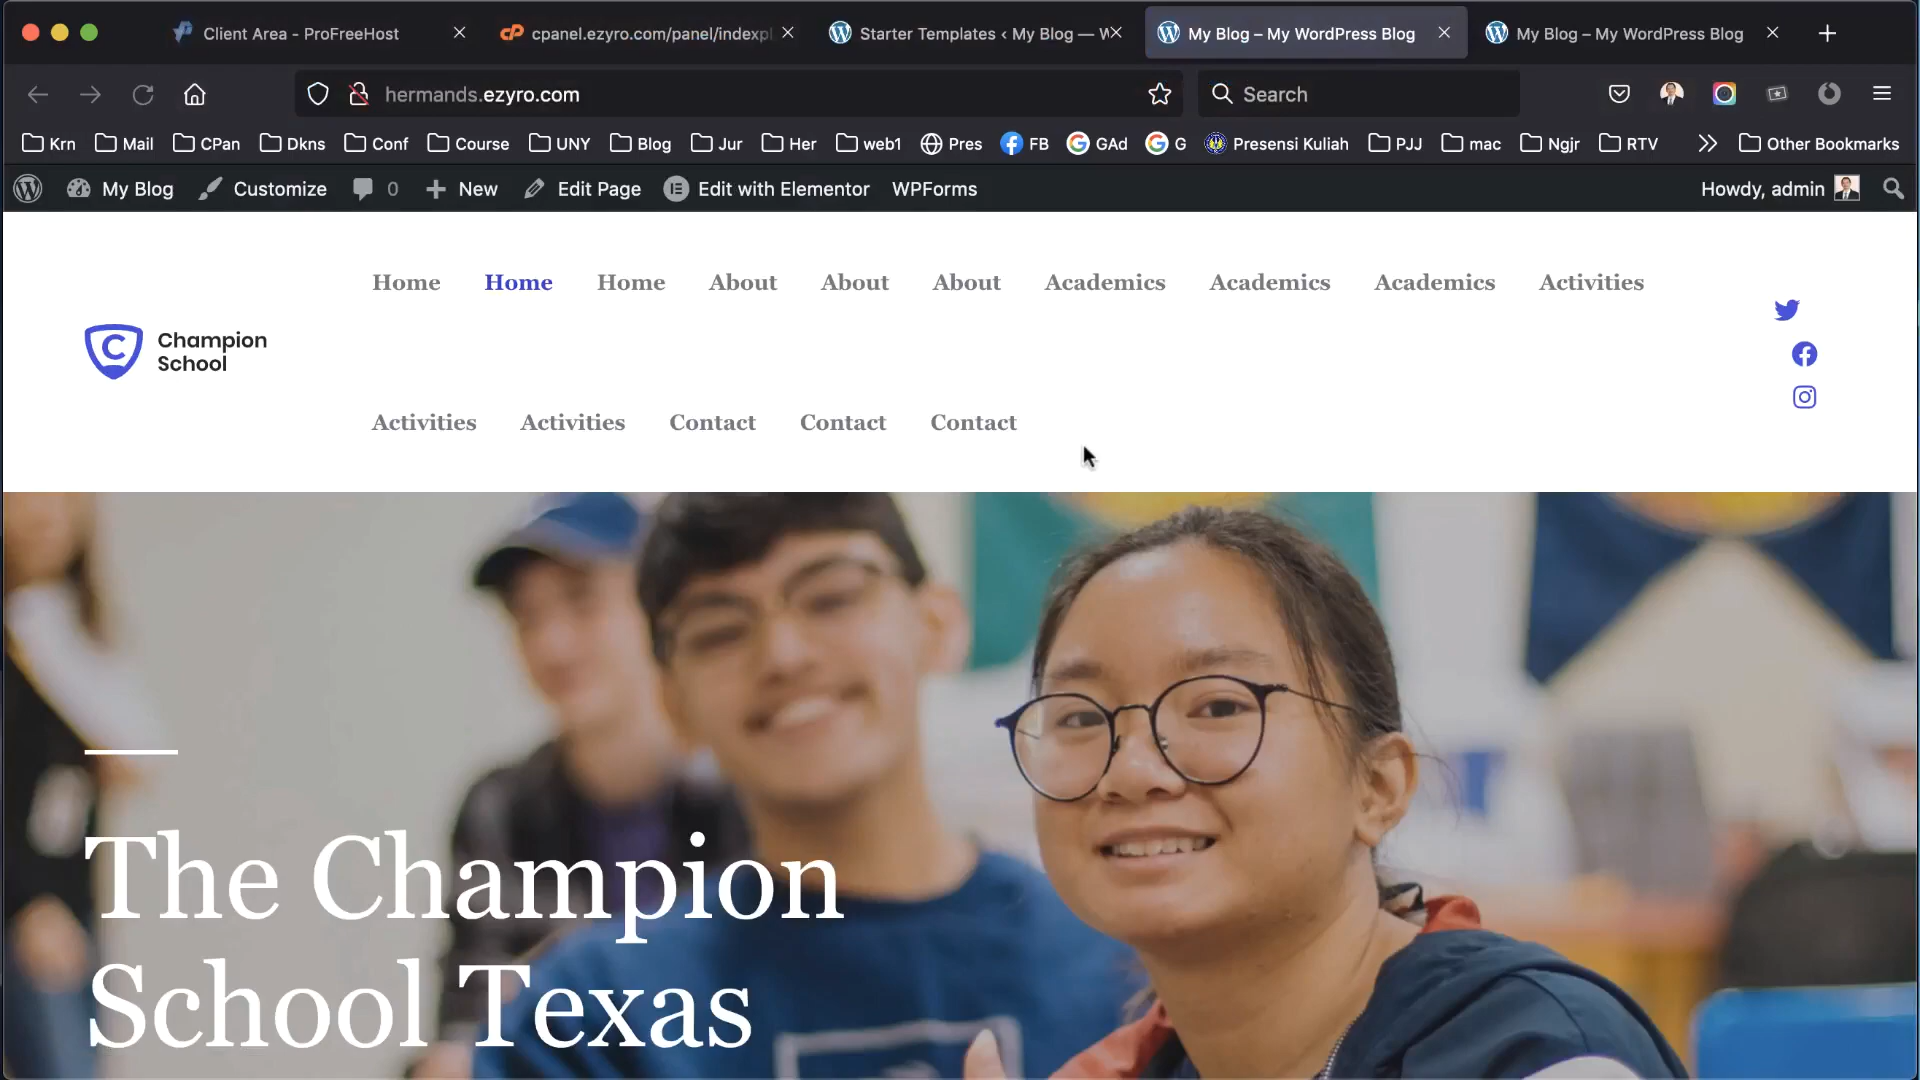 Client Area - ProFreeHost
cpanel.ezyro.com/panel/indexpl
Starter Templates ‹ My Blog — W
My Blog – My WordPress Blog
My Blog – My WordPress Blog
hermands.ezyro.com
Search
Krn
Mail
CPan
Dkns
Conf
Course
UNY
Blog
Jur
Her
web1
Pres
FB
GAd
G
Presensi Kuliah
PJJ
mac
Ngjr
RTV
Other Bookmarks
My Blog
Customize
0
New
Edit Page
Edit with Elementor
WPForms
Howdy, admin
Home Home Home About About About Academics Academics Academics Activities
C Champion
School
Activities Activities Contact Contact Contact
The Champion
School Texas